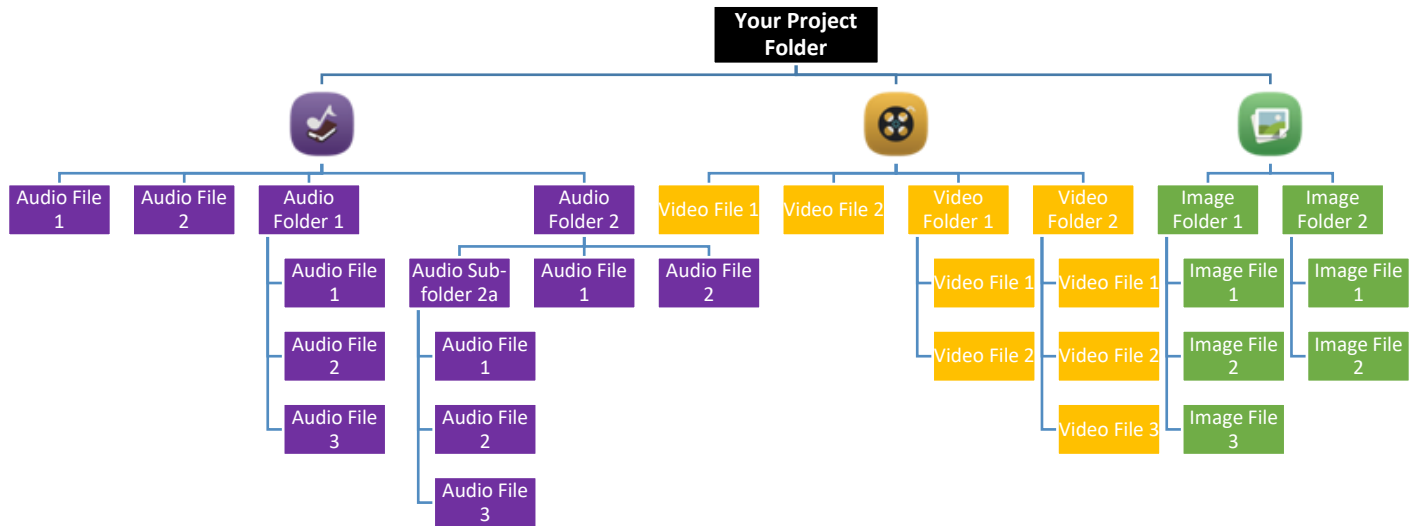 Your Project
Folder
Audio File
1
Audio File
2
Audio
Folder 1
Audio
Folder 2
Video File 1
Video File 2
Video
Folder 1
Video
Folder 2
Image
Folder 1
Image
Folder 2
Audio File
1
Audio Sub-
folder 2a
Audio File
1
Audio File
2
Video File 1
Video File 1
Image File
1
Image File
1
Audio File
2
Audio File
1
Video File 2
Video File 2
Image File
2
Image File
2
Audio File
3
Audio File
2
Video File 3
Image File
3
Audio File
3